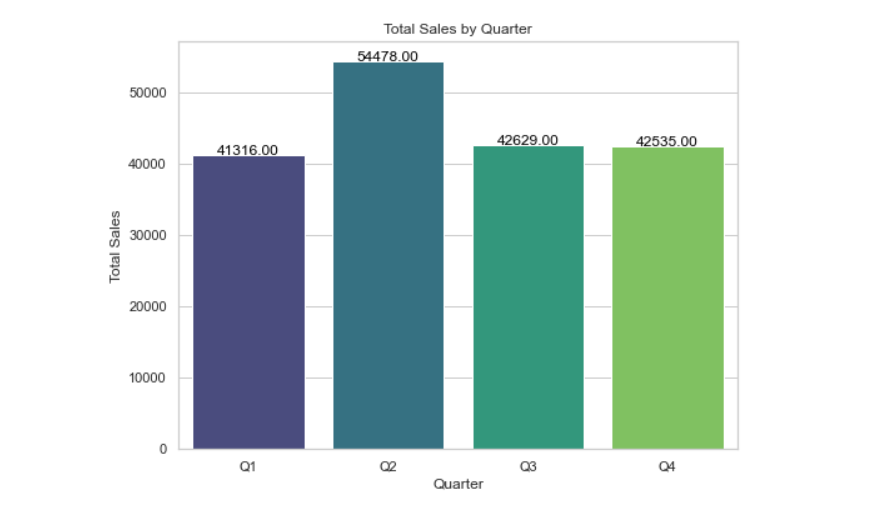 Total Sales by Quarter
54478.00
50000
42629.00
42535.00
41316.00
40000
Total Sales
30000
20000
10000
0
Q1
Q2
Q3
Q4
Quarter